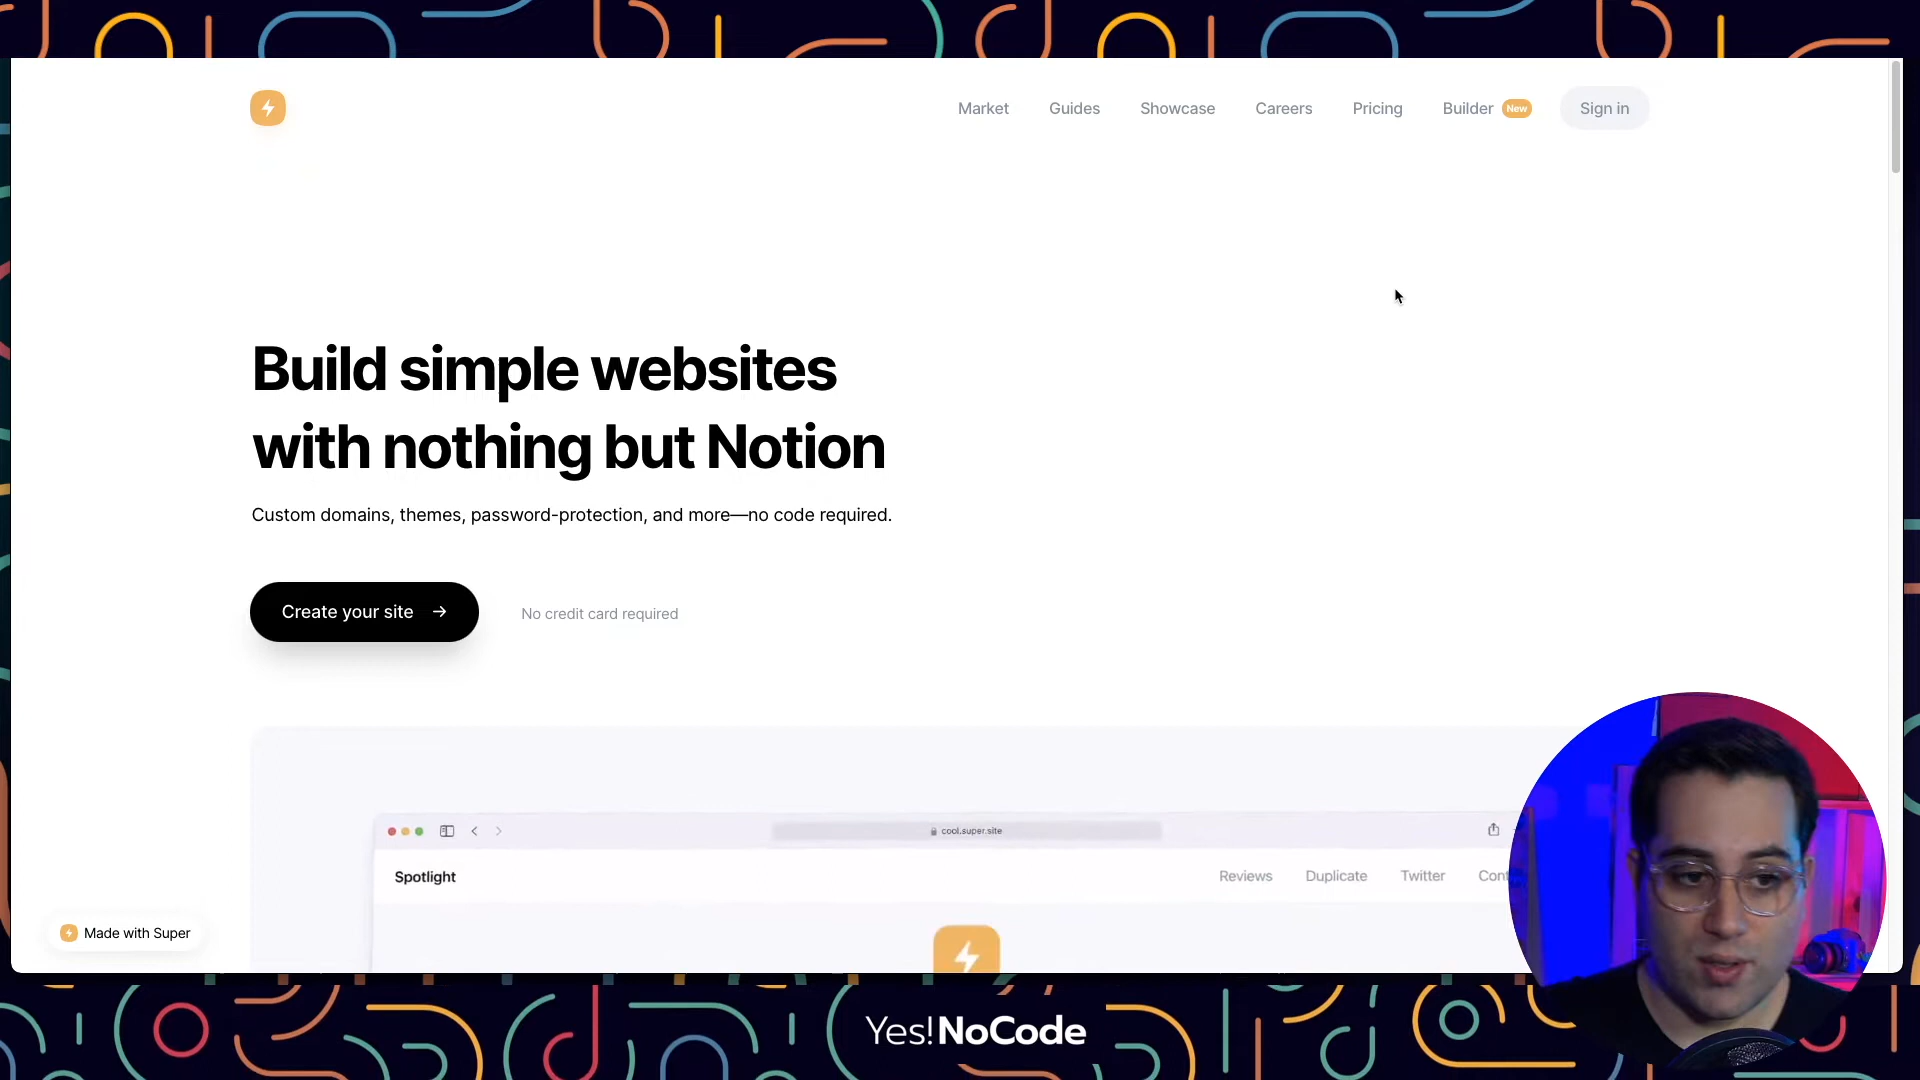 Market Guides Showcase Careers Pricing Builder New Sign in
Build simple websites
with nothing but Notion
Custom domains, themes, password-protection, and more—no code required.
Create your site →
No credit card required
cool.super.site
Spotlight
Reviews Duplicate Twitter
Made with Super
Yes!NoCode